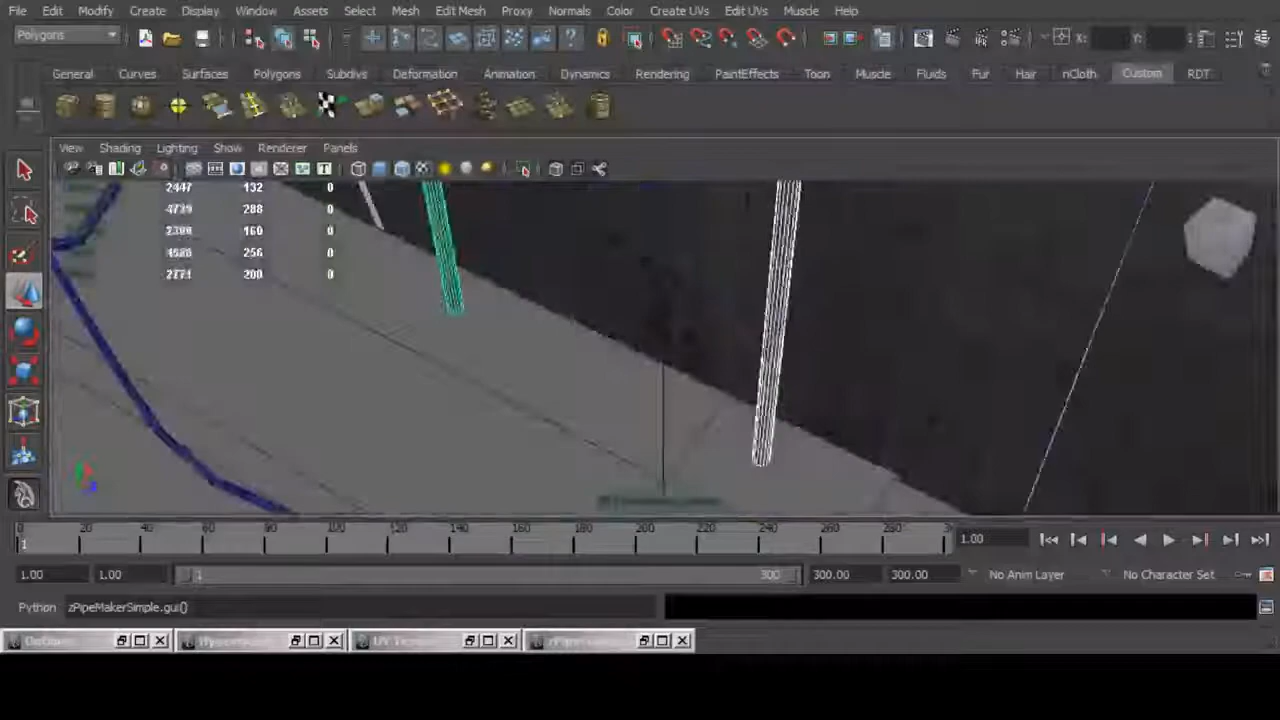 File Edit Modify Create Display Window Assets Select Mesh Edit Mesh Proxy Normals Color Create UVs Edit UVs Muscle Help
Polygons X: Y:
General Curves Surfaces Polygons Subdivs Deformation Animation Dynamics Rendering PaintEffects Toon Muscle Fluids Fur Hair nCloth Custom RDT
View Shading Lighting Show Renderer Panels
2447 132 0
4739 288 0
160 0
256 0
2771 200 0
0 20 40 60 80 100 120 140 160 180 200 220 240 260 280
1 1.00
1.00 1.00 1 300 300.00 300.00 No Anim Layer No Character Set
Python zPipeMakerSimple.gui()